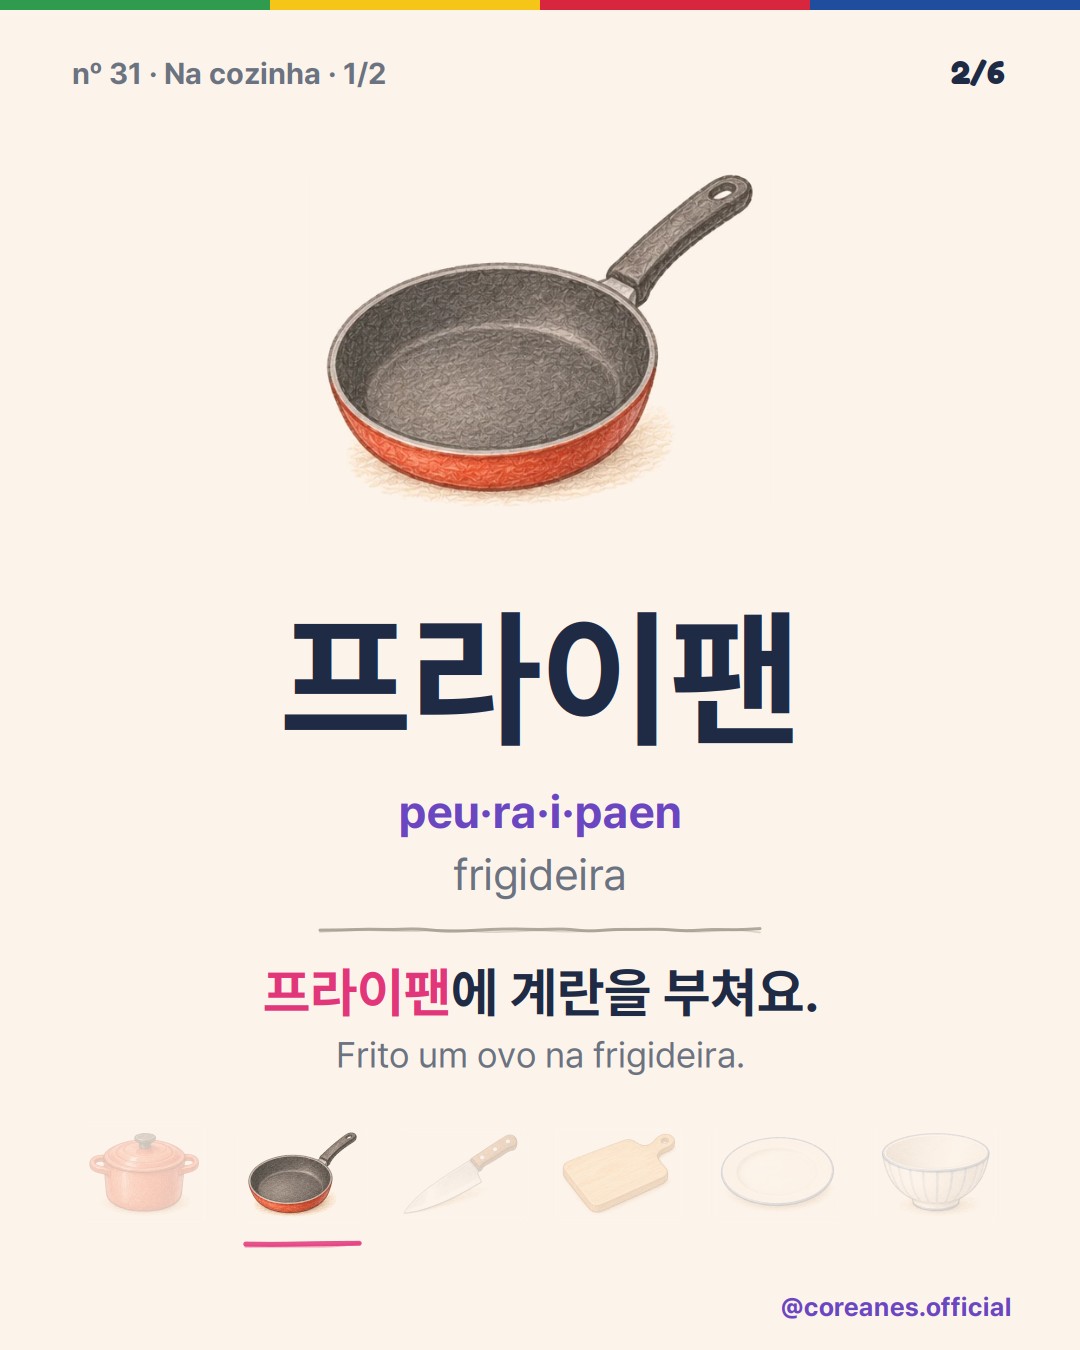 nº 31 · Na cozinha · 1/2
2/6
프라이팬
peu·ra·i·paen
frigideira
프라이팬에 계란을 부쳐요.
Frito um ovo na frigideira.
@coreanes.official